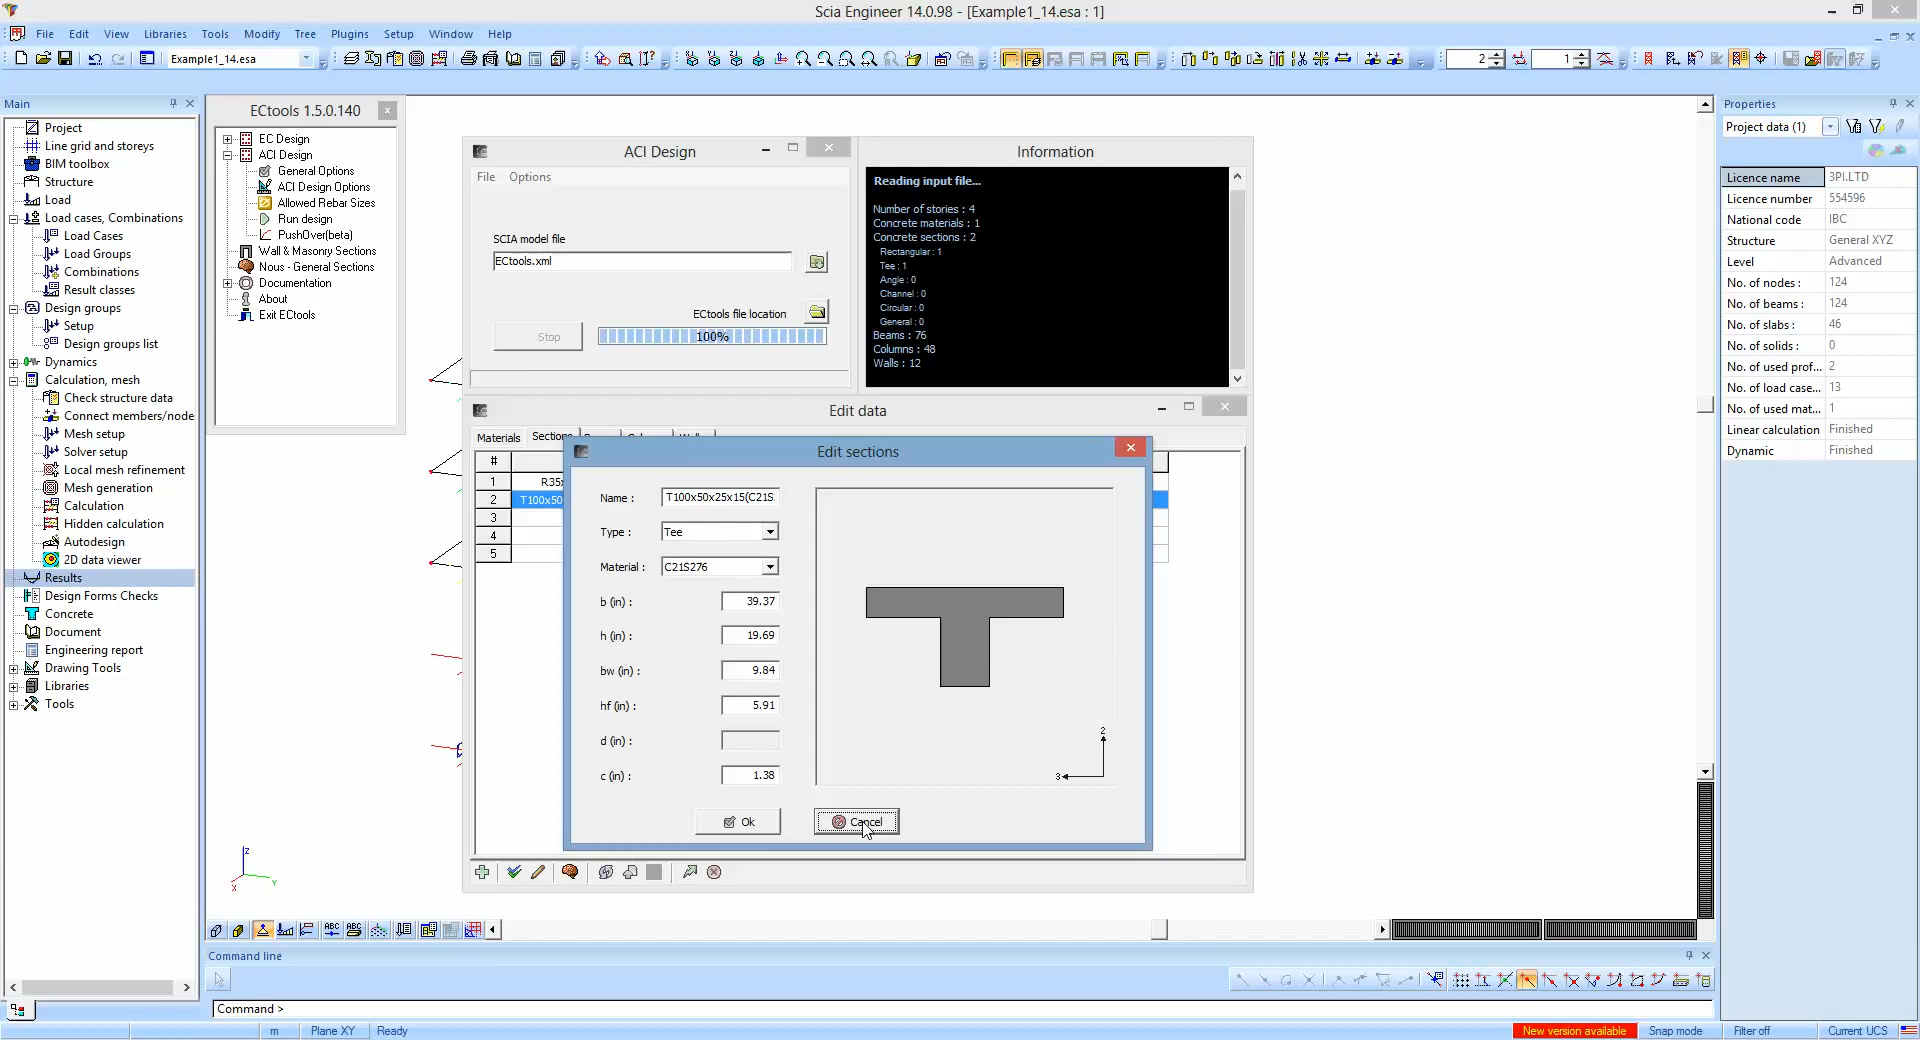 Scia Engineer 14.0.98 - [Example1_14.esa : 1]
File Edit View Libraries Tools Modify Tree Plugins Setup Window Help
Example1_14.esa
2
1
Main
Project
Line grid and storeys
BIM toolbox
Structure
Load
Load cases, Combinations
Load Cases
Load Groups
Combinations
Result classes
Design groups
Setup
Design groups list
Dynamics
Calculation, mesh
Check structure data
Connect members/node
Mesh setup
Solver setup
Local mesh refinement
Mesh generation
Calculation
Hidden calculation
Autodesign
2D data viewer
Results
Design Forms Checks
Concrete
Document
Engineering report
Drawing Tools
Libraries
Tools
ECtools 1.5.0.140
EC Design
ACI Design
General Options
ACI Design Options
Allowed Rebar Sizes
Run design
PushOver(beta)
Wall & Masonry Sections
Nous - General Sections
Documentation
About
Exit ECtools
ACI Design
File Options
SCIA model file
ECtools.xml
ECtools file location
Stop
100%
Information
Reading input file...
Number of stories : 4
Concrete materials : 1
Concrete sections : 2
Rectangular : 1
Tee : 1
Angle : 0
Channel : 0
Circular : 0
General : 0
Beams : 76
Columns : 48
Walls : 12
Edit data
Materials Sections
#
1 R35x
2 T100x50
3
4
5
Edit sections
Name : T100x50x25x15(C21S
Type : Tee
Material : C21S276
b (in) : 39.37
h (in) : 19.69
bw (in) : 9.84
hf (in) : 5.91
d (in) :
c (in) : 1.38
2
3
Ok
Cancel
Z
X
Y
ABC
ABC
Properties
Project data (1)
Licence name 3PI.LTD
Licence number 554596
National code IBC
Structure General XYZ
Level Advanced
No. of nodes : 124
No. of beams : 124
No. of slabs : 46
No. of solids : 0
No. of used prof... 2
No. of load case... 13
No. of used mat... 1
Linear calculation Finished
Dynamic Finished
Command line
Command >
m Plane XY Ready
New version available Snap mode Filter off Current UCS